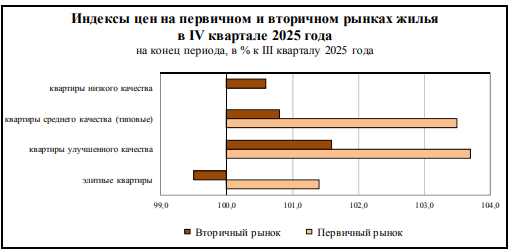 Индексы цен на первичном и вторичном рынках жилья
в IV квартале 2025 года
на конец периода, в % к III кварталу 2025 года
квартиры низкого качества
квартиры среднего качества (типовые)
квартиры улучшенного качества
элитные квартиры
99,0 100,0 101,0 102,0 103,0 104,0
Вторичный рынок Первичный рынок